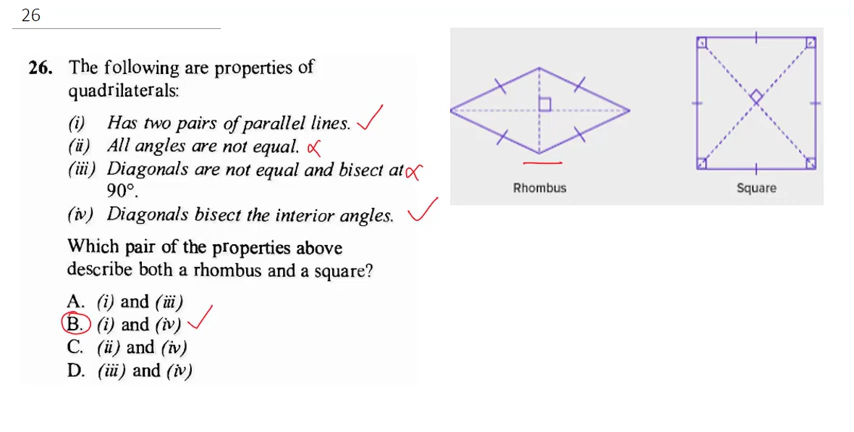 26
26. The following are properties of
quadrilaterals:
(i) Has two pairs of parallel lines.
(ii) All angles are not equal.
(iii) Diagonals are not equal and bisect at
90°.
(iv) Diagonals bisect the interior angles.
Which pair of the properties above
describe both a rhombus and a square?
A. (i) and (iii)
B. (i) and (iv)
C. (ii) and (iv)
D. (iii) and (iv)
Rhombus
Square